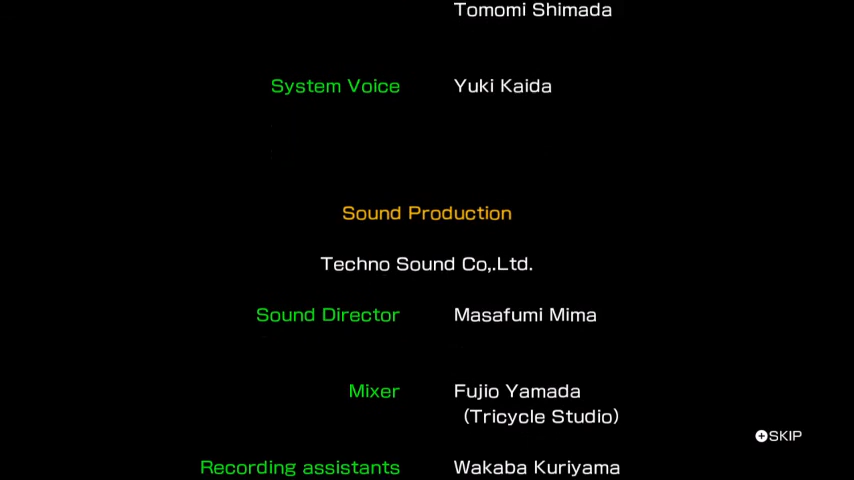 Tomomi Shimada
System Voice Yuki Kaida
Sound Production
Techno Sound Co,.Ltd.
Sound Director Masafumi Mima
Mixer Fujio Yamada
(Tricycle Studio)
SKIP
Recording assistants Wakaba Kuriyama